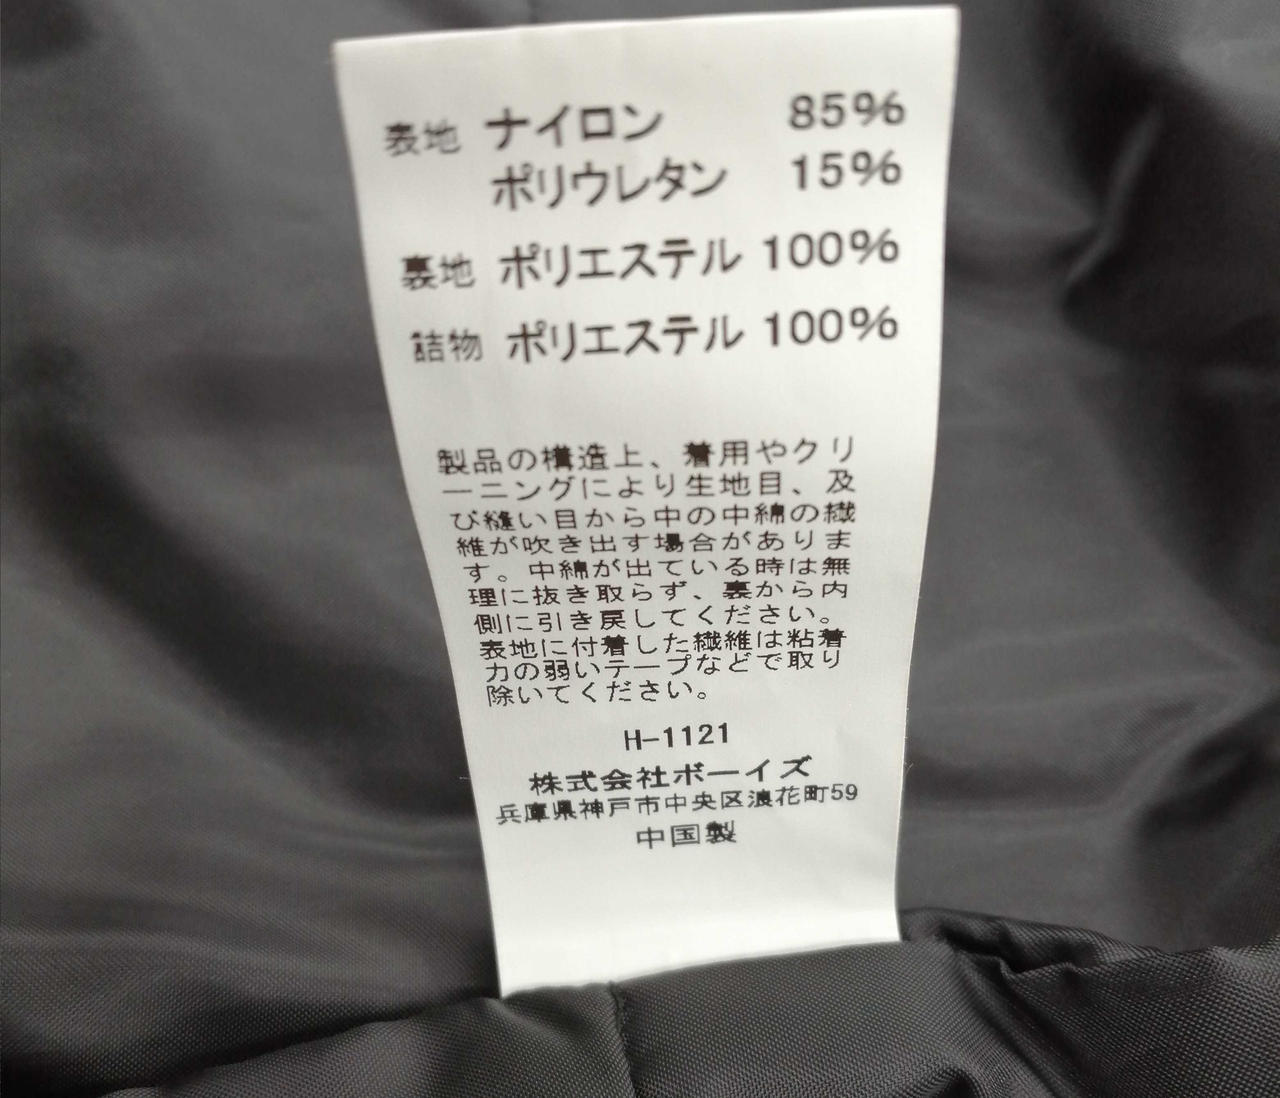 表地 ナイロン 85%
ポリウレタン 15%
裏地 ポリエステル 100%
詰物 ポリエステル 100%
製品の構造上、着用やクリ
ーニングにより生地目、及
び縫い目から中の中綿の繊
維が吹き出す場合がありま
す。中綿が出ている時は無
理に抜き取らず、裏から内
側に引き戻してください。
表地に付着した繊維は粘着
力の弱いテープなどで取り
除いてください。
H-1121
株式会社ボーイズ
兵庫県神戸市中央区浪花町59
中国製